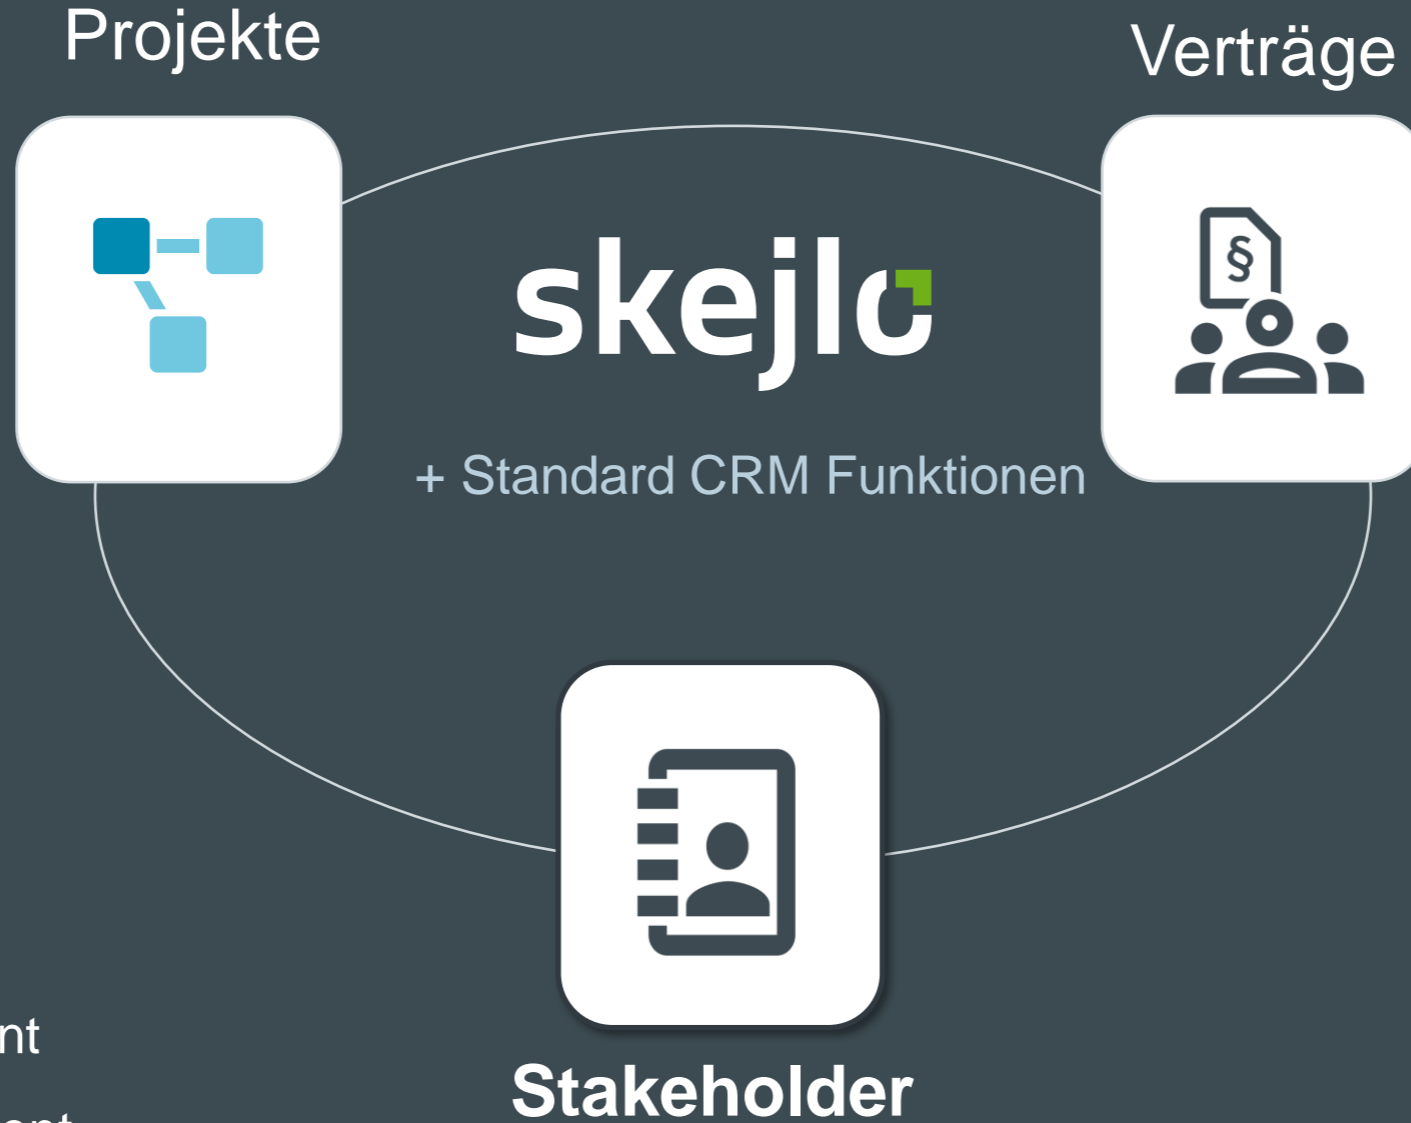 Projekte
Verträge
§
skejlo
+ Standard CRM Funktionen
nt
Stakeholder